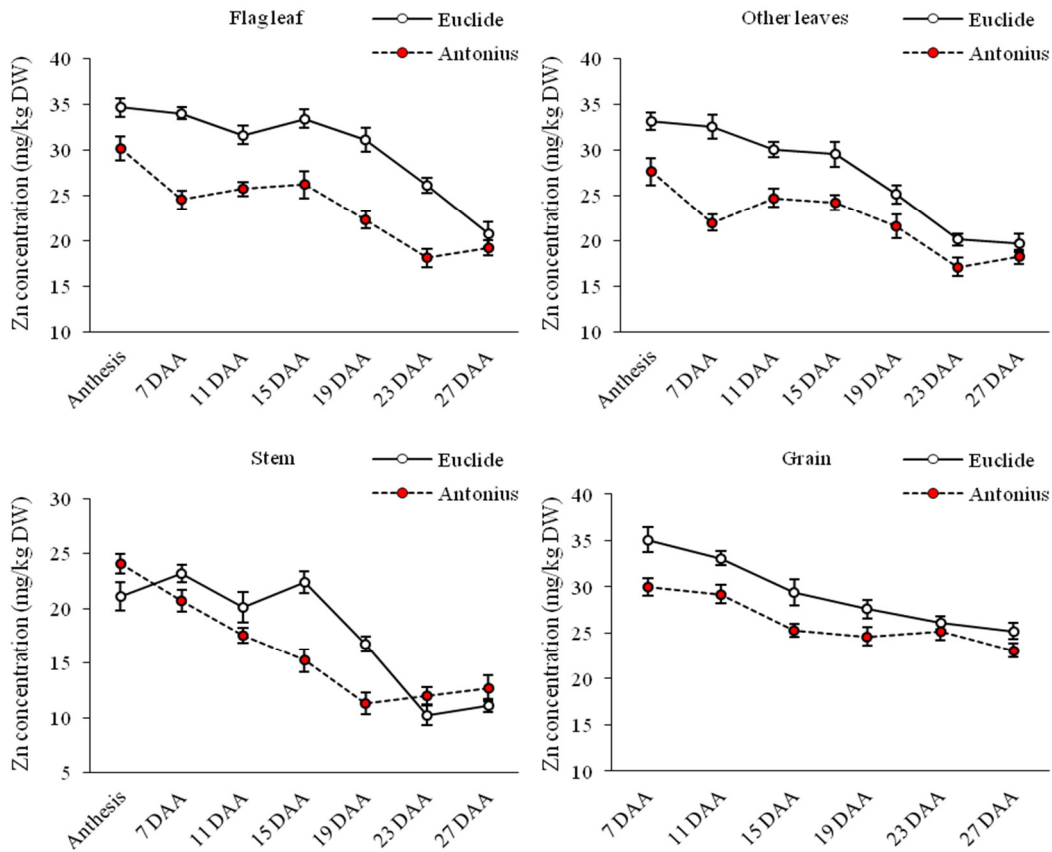 Flag leaf
Euclide
Antonius
Zn concentration (mg/kg DW)
40
35
30
25
20
15
10
Anthesis
7 DAA
11 DAA
15 DAA
19 DAA
23 DAA
27 DAA
Other leaves
Euclide
Antonius
Zn concentration (mg/kg DW)
40
35
30
25
20
15
10
Anthesis
7 DAA
11 DAA
15 DAA
19 DAA
23 DAA
27 DAA
Stem
Euclide
Antonius
Zn concentration (mg/kg DW)
30
25
20
15
10
5
Anthesis
7 DAA
11 DAA
15 DAA
19 DAA
23 DAA
27 DAA
Grain
Euclide
Antonius
Zn concentration (mg/kg DW)
40
35
30
25
20
15
10
7 DAA
11 DAA
15 DAA
19 DAA
23 DAA
27 DAA